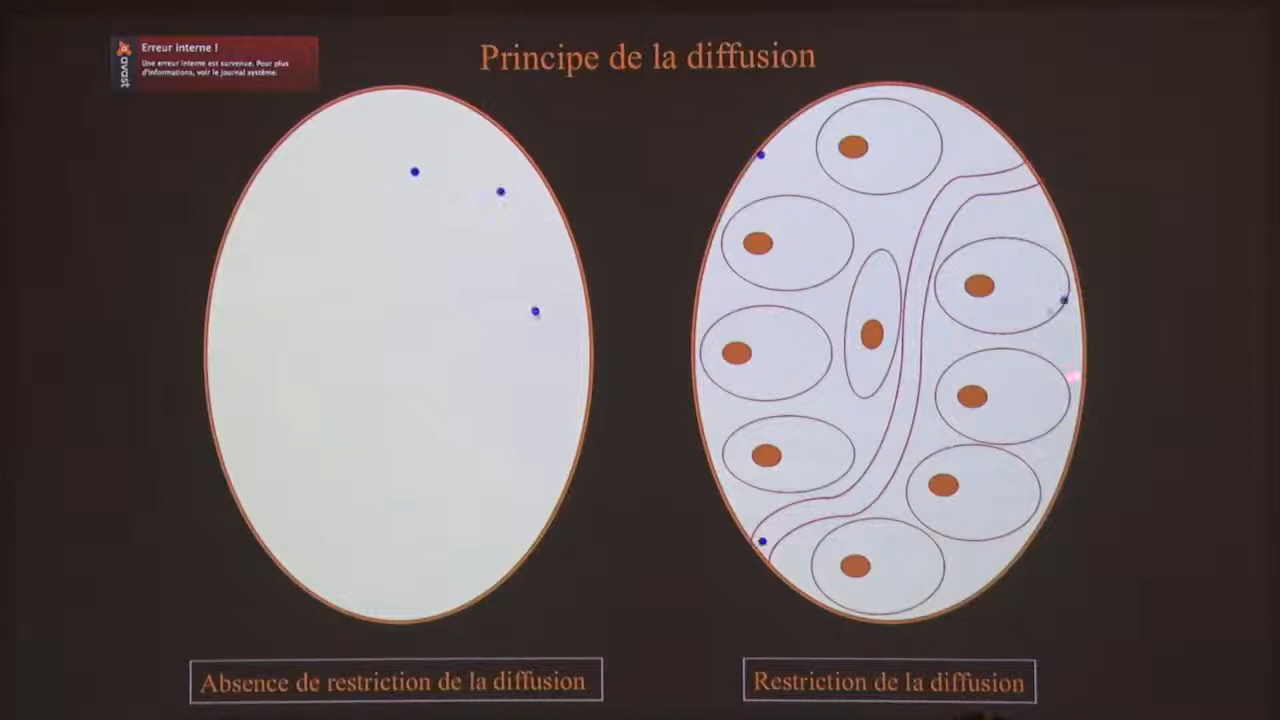 Erreur interne !
Une erreur interne est survenue. Pour plus
d'informations, voir le journal système.
avast
Principe de la diffusion
Absence de restriction de la diffusion
Restriction de la diffusion